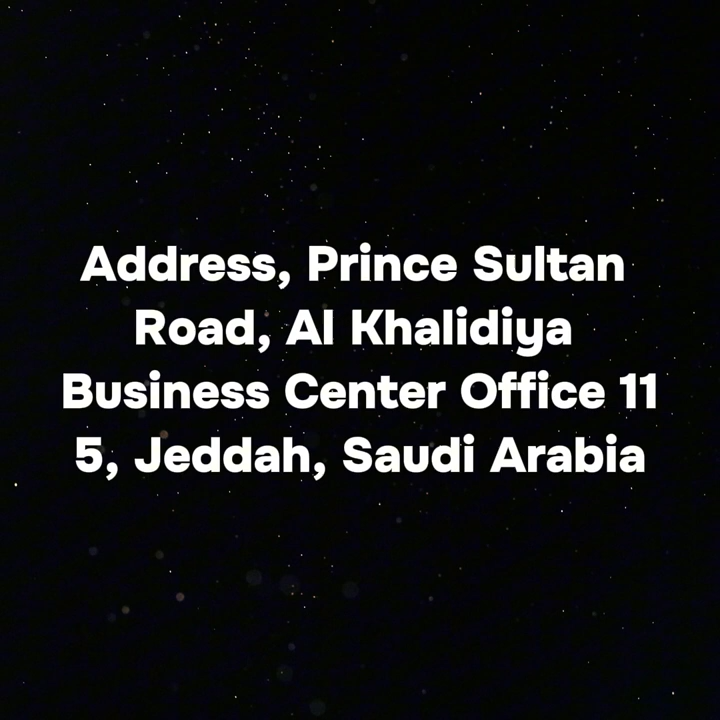 Address, Prince Sultan
Road, Al Khalidiya
Business Center Office 11
5, Jeddah, Saudi Arabia